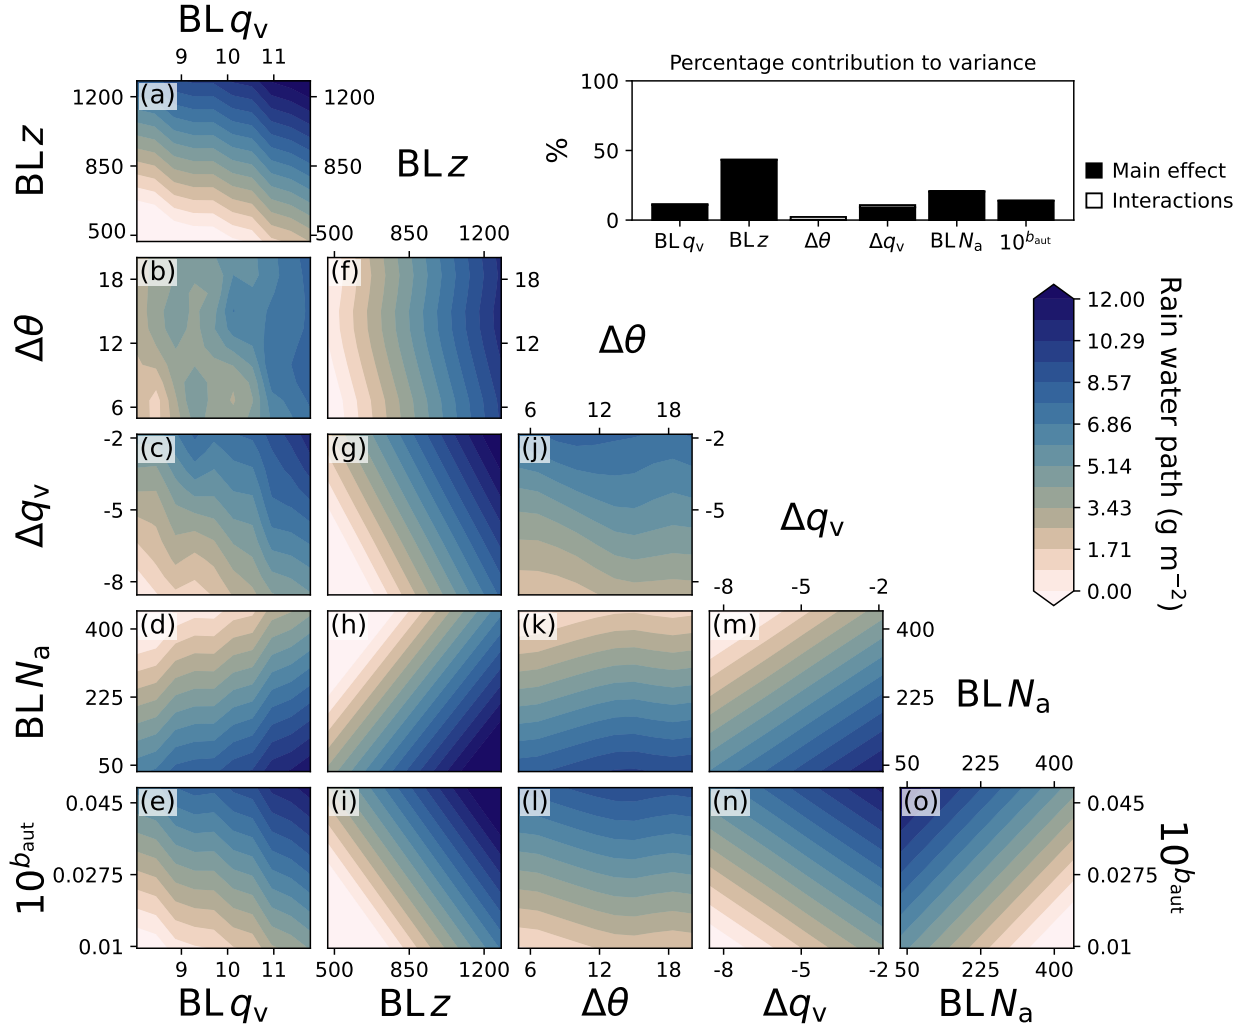 BL qv
9 10 11
Percentage contribution to variance
(a)
1200
850
500
BL z
1200
850
500
BL z
850 1200
%
100
50
0
BL qv BL z Δθ Δqv BL Na 10^baut
Main effect
Interactions
(b)
18
12
6
Δθ
(f)
18
12
6
Δθ
6 12 18
12.00
10.29
8.57
6.86
5.14
3.43
1.71
0.00
Rain water path (g m−2)
(c)
-2
-5
-8
Δqv
(g)
(j)
-2
-5
-8
Δqv
-8 -5 -2
(d)
400
225
50
BL Na
(h)
(k)
(m)
400
225
50
BL Na
50 225 400
(e)
0.045
0.0275
0.01
10^baut
(i)
(l)
(n)
(o)
0.045
0.0275
0.01
10^baut
9 10 11 500 850 1200 6 12 18 -8 -5 -2 50 225 400
BL qv BL z Δθ Δqv BL Na